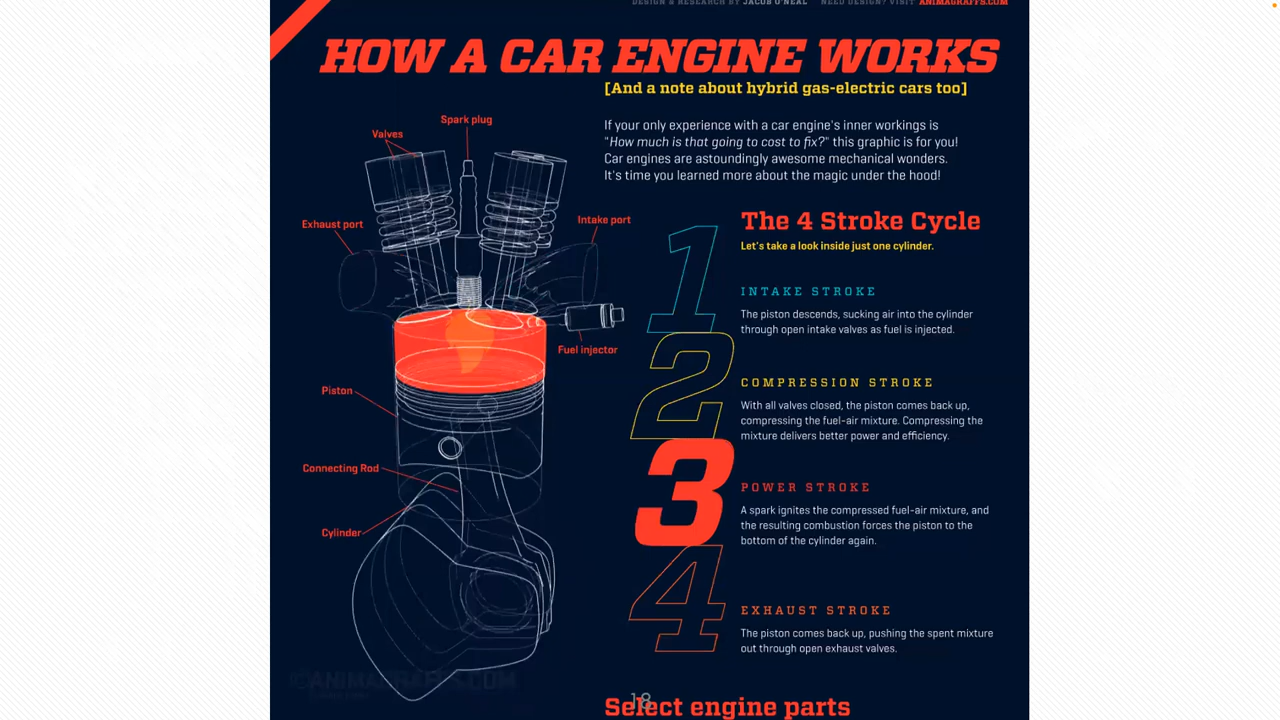 DESIGN & RESEARCH BY JACOB O'NEAL NEED DESIGN? VISIT ANIMAGRAFFS.COM
HOW A CAR ENGINE WORKS
[And a note about hybrid gas-electric cars too]
If your only experience with a car engine's inner workings is
"How much is that going to cost to fix?" this graphic is for you!
Car engines are astoundingly awesome mechanical wonders.
It's time you learned more about the magic under the hood!
Spark plug
Valves
Exhaust port
Intake port
Fuel injector
Piston
Connecting Rod
Cylinder
1
The 4 Stroke Cycle
Let's take a look inside just one cylinder.
INTAKE STROKE
The piston descends, sucking air into the cylinder
through open intake valves as fuel is injected.
2
COMPRESSION STROKE
With all valves closed, the piston comes back up,
compressing the fuel-air mixture. Compressing the
mixture delivers better power and efficiency.
3
POWER STROKE
A spark ignites the compressed fuel-air mixture, and
the resulting combustion forces the piston to the
bottom of the cylinder again.
4
EXHAUST STROKE
The piston comes back up, pushing the spent mixture
out through open exhaust valves.
©ANIMAGRAFFS.COM
18
Select engine parts